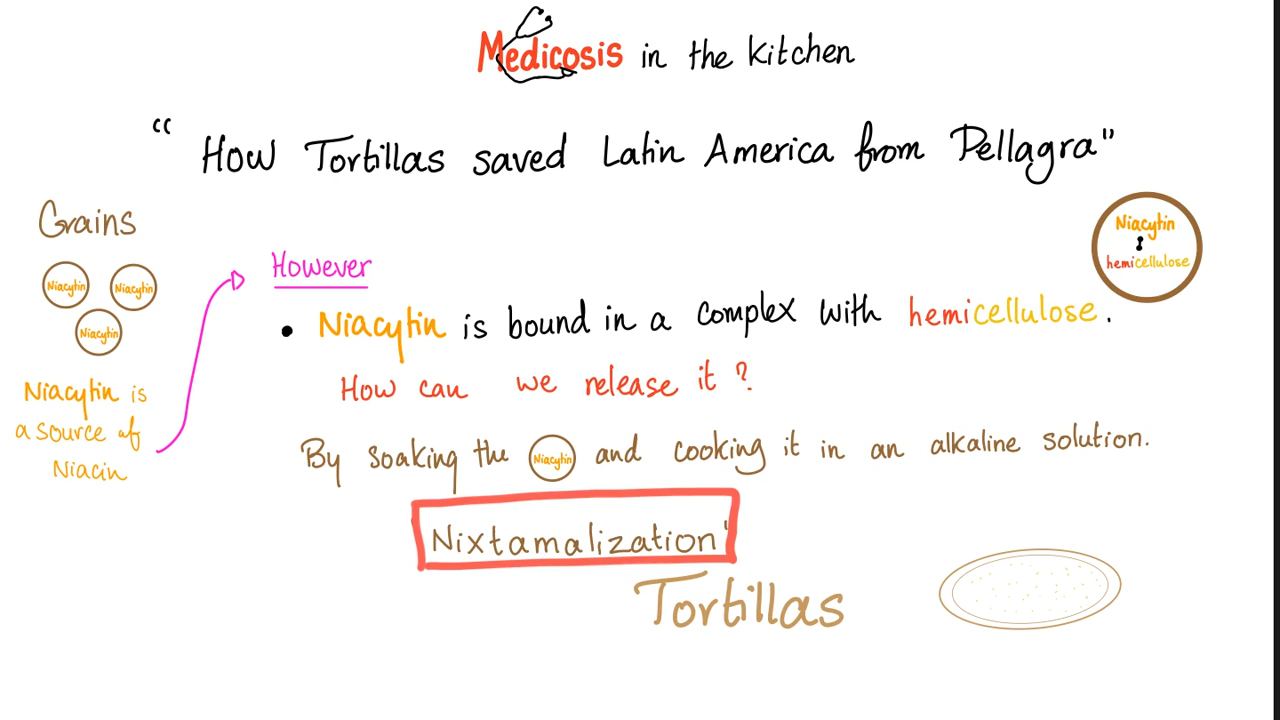 Medicosis in the Kitchen
" How Tortillas saved Latin America from Pellagra"
Grains
Niacytin
Niacytin
Niacytin
Niacytin is
a source of
Niacin
However
• Niacytin is bound in a complex with hemicellulose.
How can we release it ?
By soaking the Niacytin and cooking it in an alkaline solution.
Nixtamalization'
Tortillas
Niacytin
hemicellulose